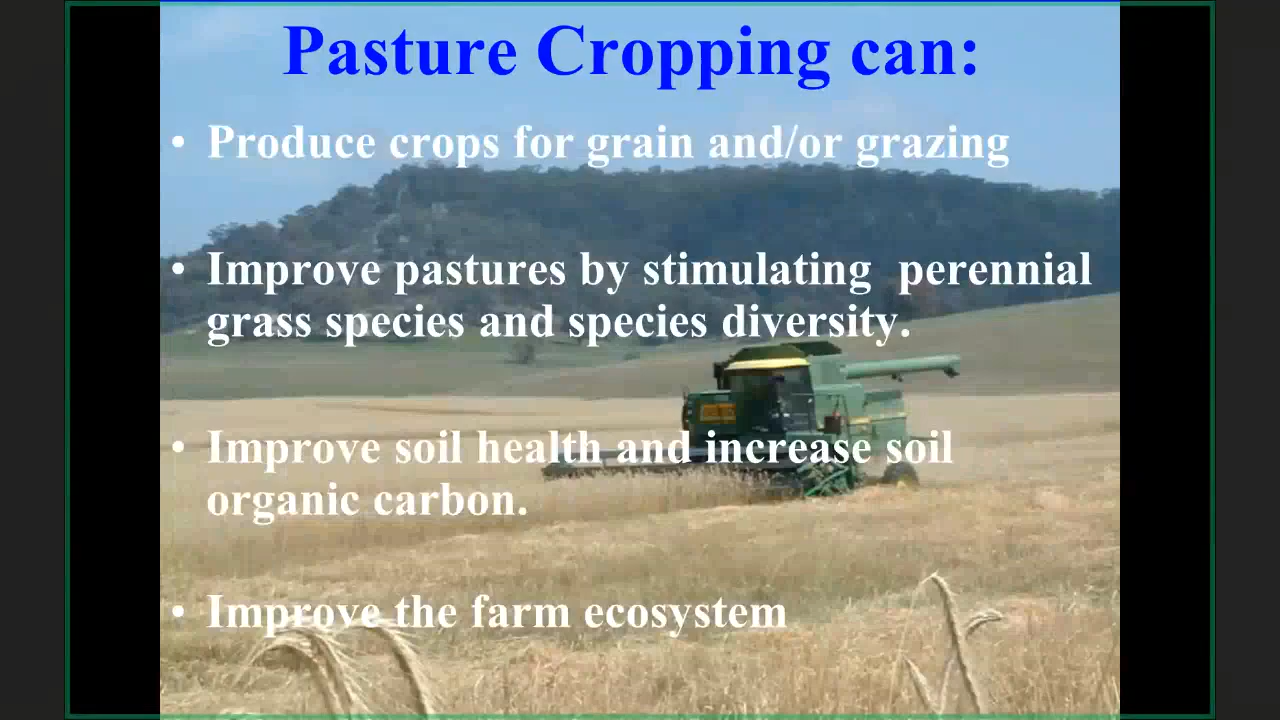 Pasture Cropping can:
• Produce crops for grain and/or grazing
• Improve pastures by stimulating  perennial
grass species and species diversity.
• Improve soil health and increase soil
organic carbon.
• Improve the farm ecosystem